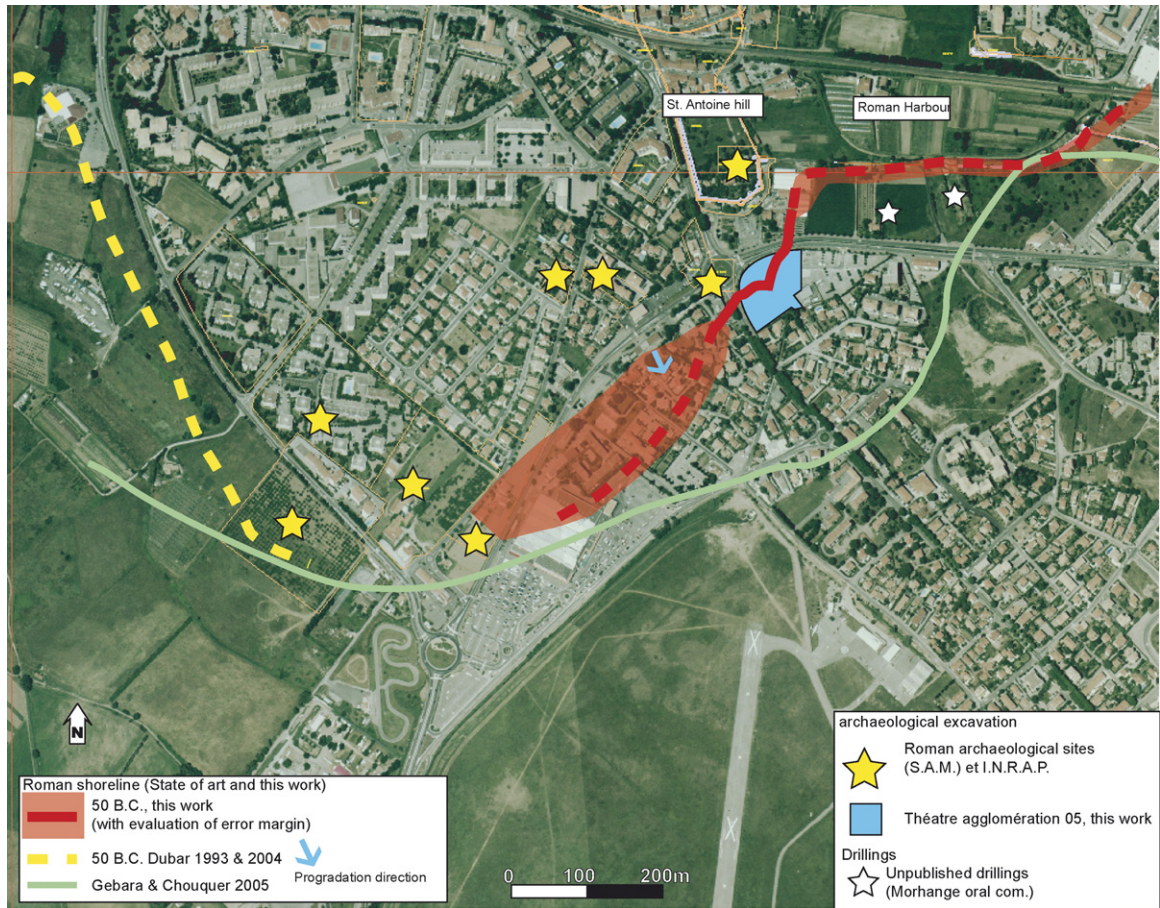 St. Antoine hill
Roman Harbour
N
Roman shoreline (State of art and this work)
50 B.C., this work
(with evaluation of error margin)
50 B.C. Dubar 1993 & 2004
Progradation direction
Gebara & Chouquer 2005
0 100 200m
archaeological excavation
Roman archaeological sites
(S.A.M.) et I.N.R.A.P.
Théatre agglomération 05, this work
Drillings
Unpublished drillings
(Morhange oral com.)